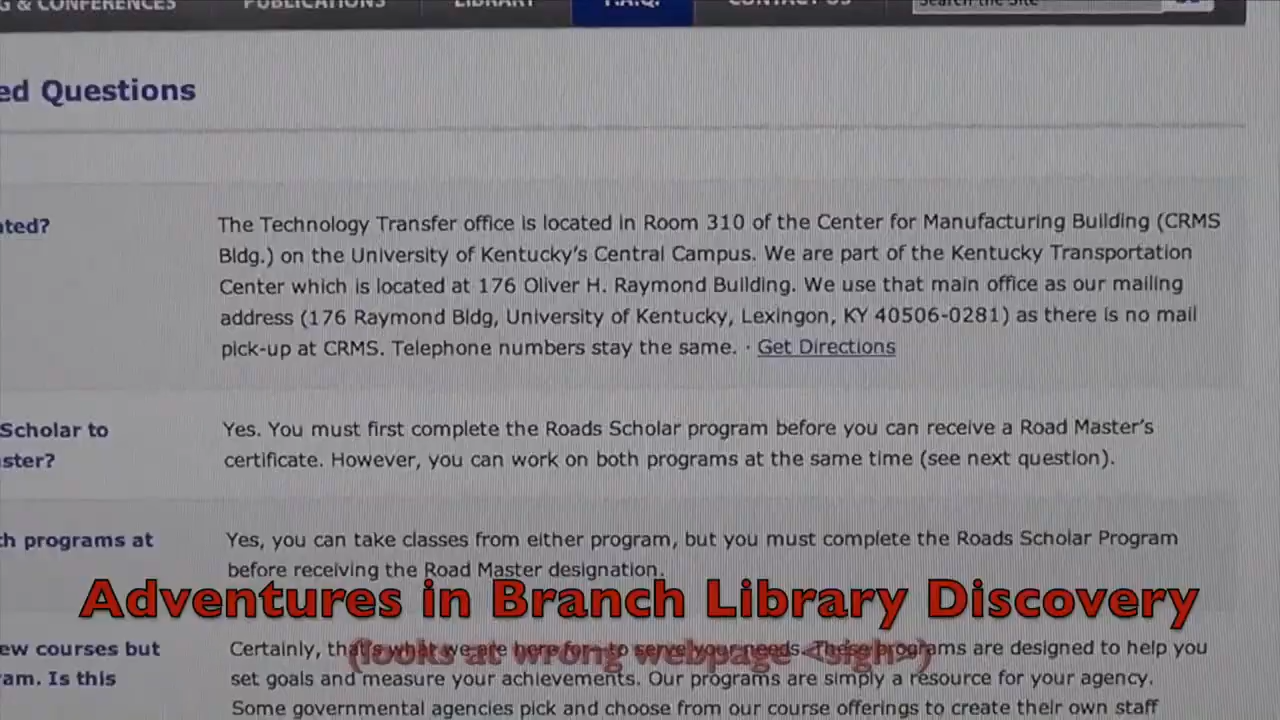 & CONFERENCES PUBLICATIONS LIBRARY F.A.Q. CONTACT US Search the Site
ed Questions
ated? The Technology Transfer office is located in Room 310 of the Center for Manufacturing Building (CRMS
Bldg.) on the University of Kentucky's Central Campus. We are part of the Kentucky Transportation
Center which is located at 176 Oliver H. Raymond Building. We use that main office as our mailing
address (176 Raymond Bldg, University of Kentucky, Lexingon, KY 40506-0281) as there is no mail
pick-up at CRMS. Telephone numbers stay the same. · Get Directions
Scholar to Yes. You must first complete the Roads Scholar program before you can receive a Road Master's
ster? certificate. However, you can work on both programs at the same time (see next question).
h programs at Yes, you can take classes from either program, but you must complete the Roads Scholar Program
before receiving the Road Master designation.
Adventures in Branch Library Discovery
ew courses but Certainly, that's what we are here for- to serve your needs. These programs are designed to help you
(looks at wrong webpage <sigh>)
am. Is this set goals and measure your achievements. Our programs are simply a resource for your agency.
Some governmental agencies pick and choose from our course offerings to create their own staff